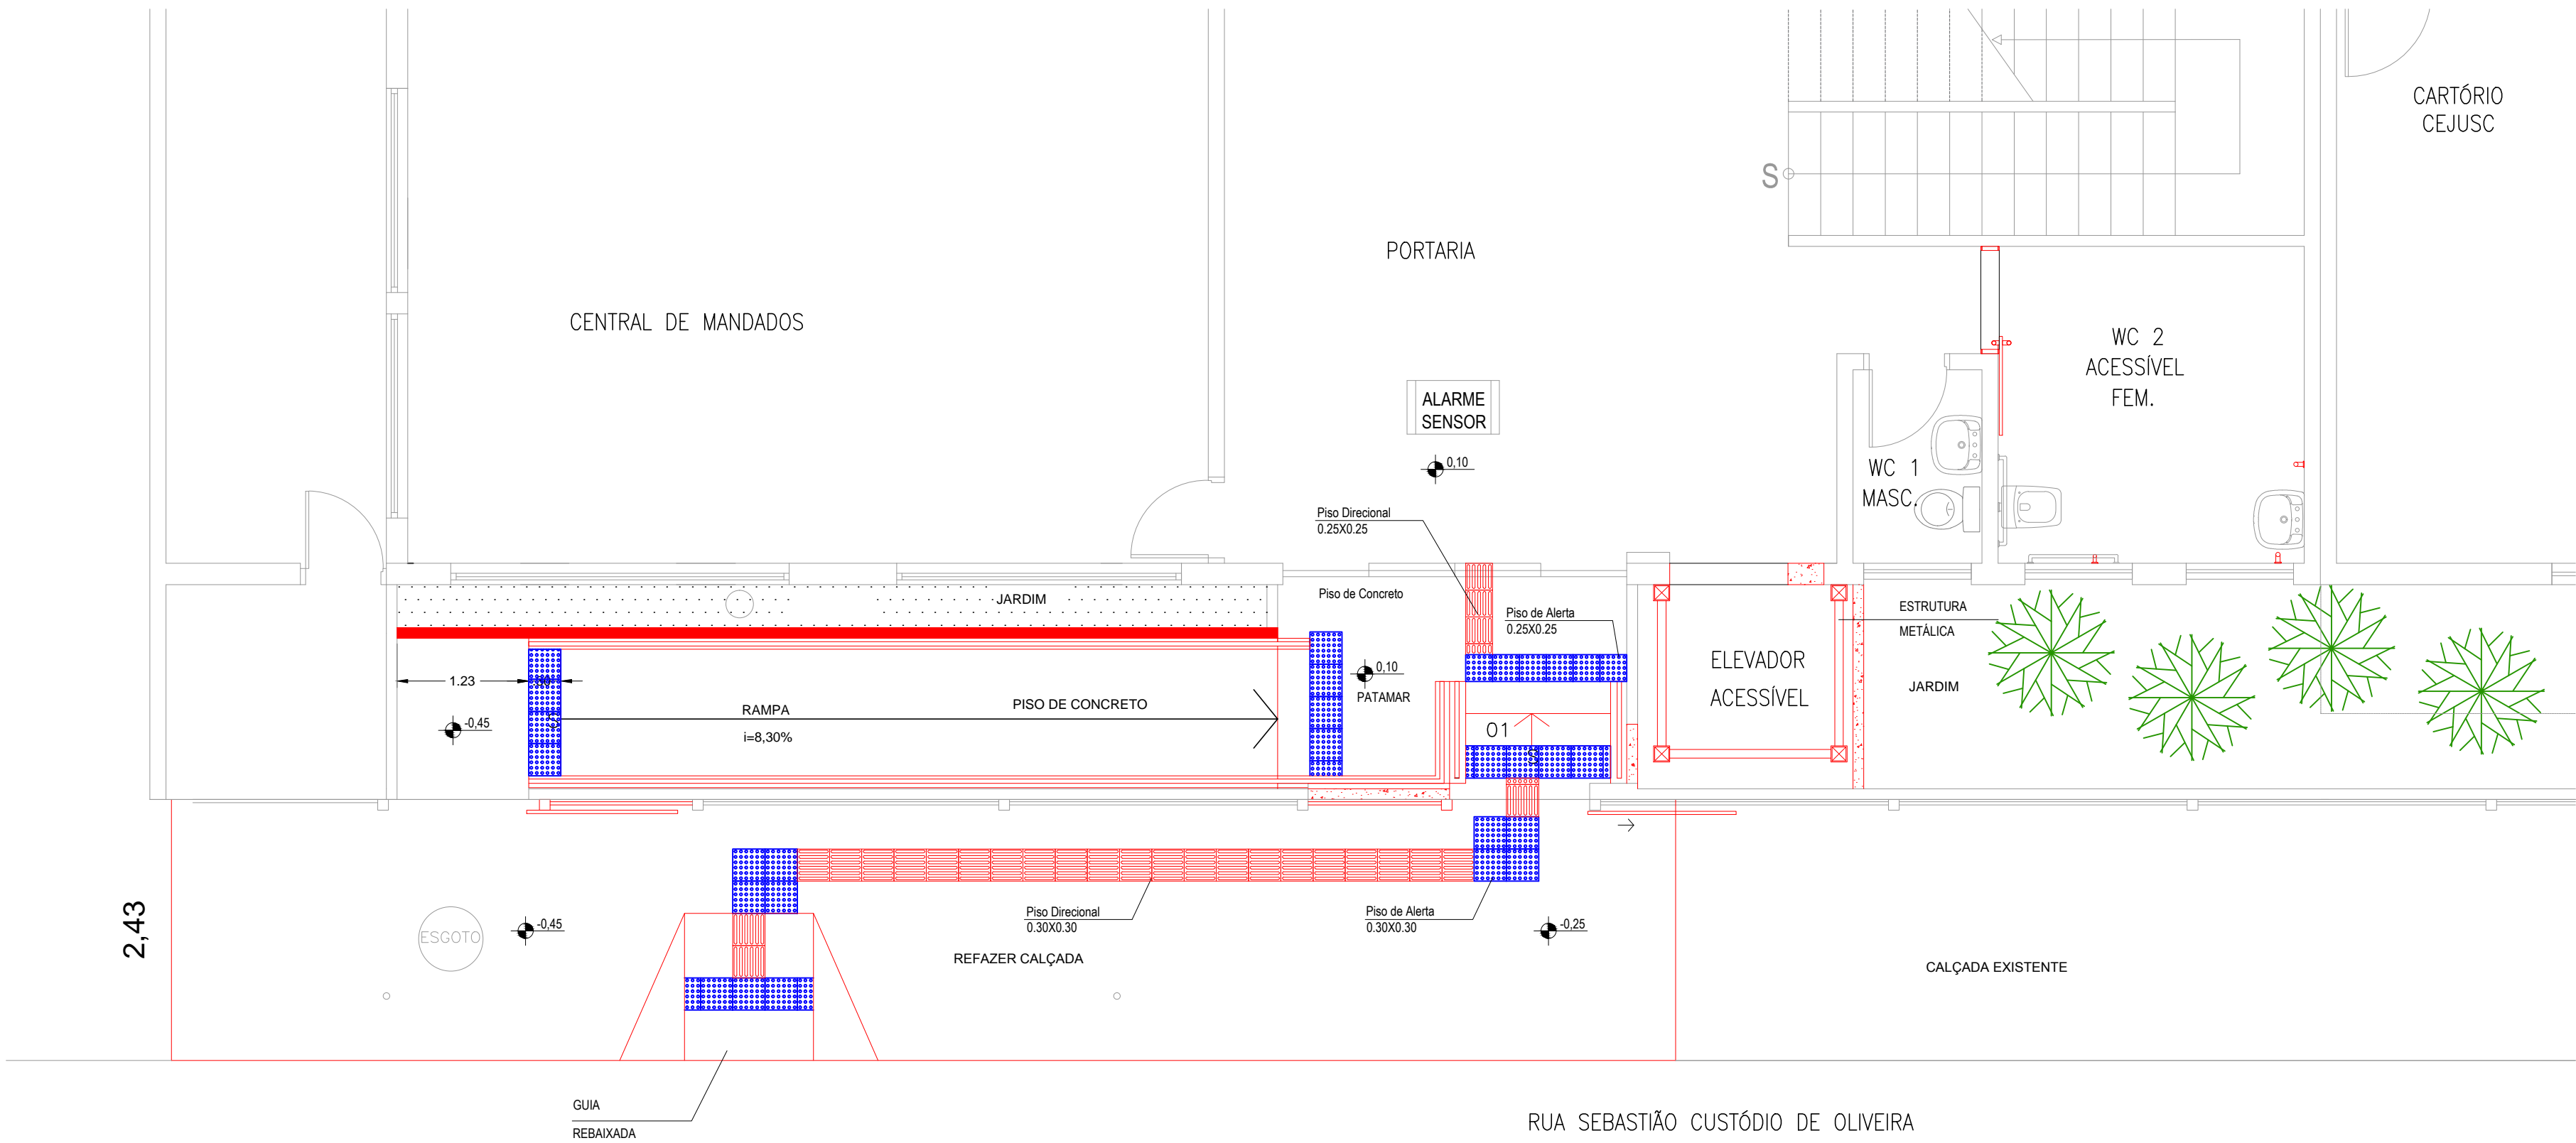 CARTÓRIO
CEJUSC
S
PORTARIA
CENTRAL DE MANDADOS
WC 2
ACESSÍVEL
FEM.
ALARME
SENSOR
0,10
WC 1
MASC.
Piso Direcional
0.25X0.25
JARDIM
Piso de Concreto
Piso de Alerta
0.25X0.25
ESTRUTURA
METÁLICA
ELEVADOR
ACESSÍVEL
0,10
PATAMAR
1.23
JARDIM
RAMPA
PISO DE CONCRETO
-0,45
i=8,30%
01
2,43
ESGOTO
-0,45
Piso Direcional
0.30X0.30
Piso de Alerta
0.30X0.30
-0,25
REFAZER CALÇADA
CALÇADA EXISTENTE
GUIA
REBAIXADA
RUA SEBASTIÃO CUSTÓDIO DE OLIVEIRA